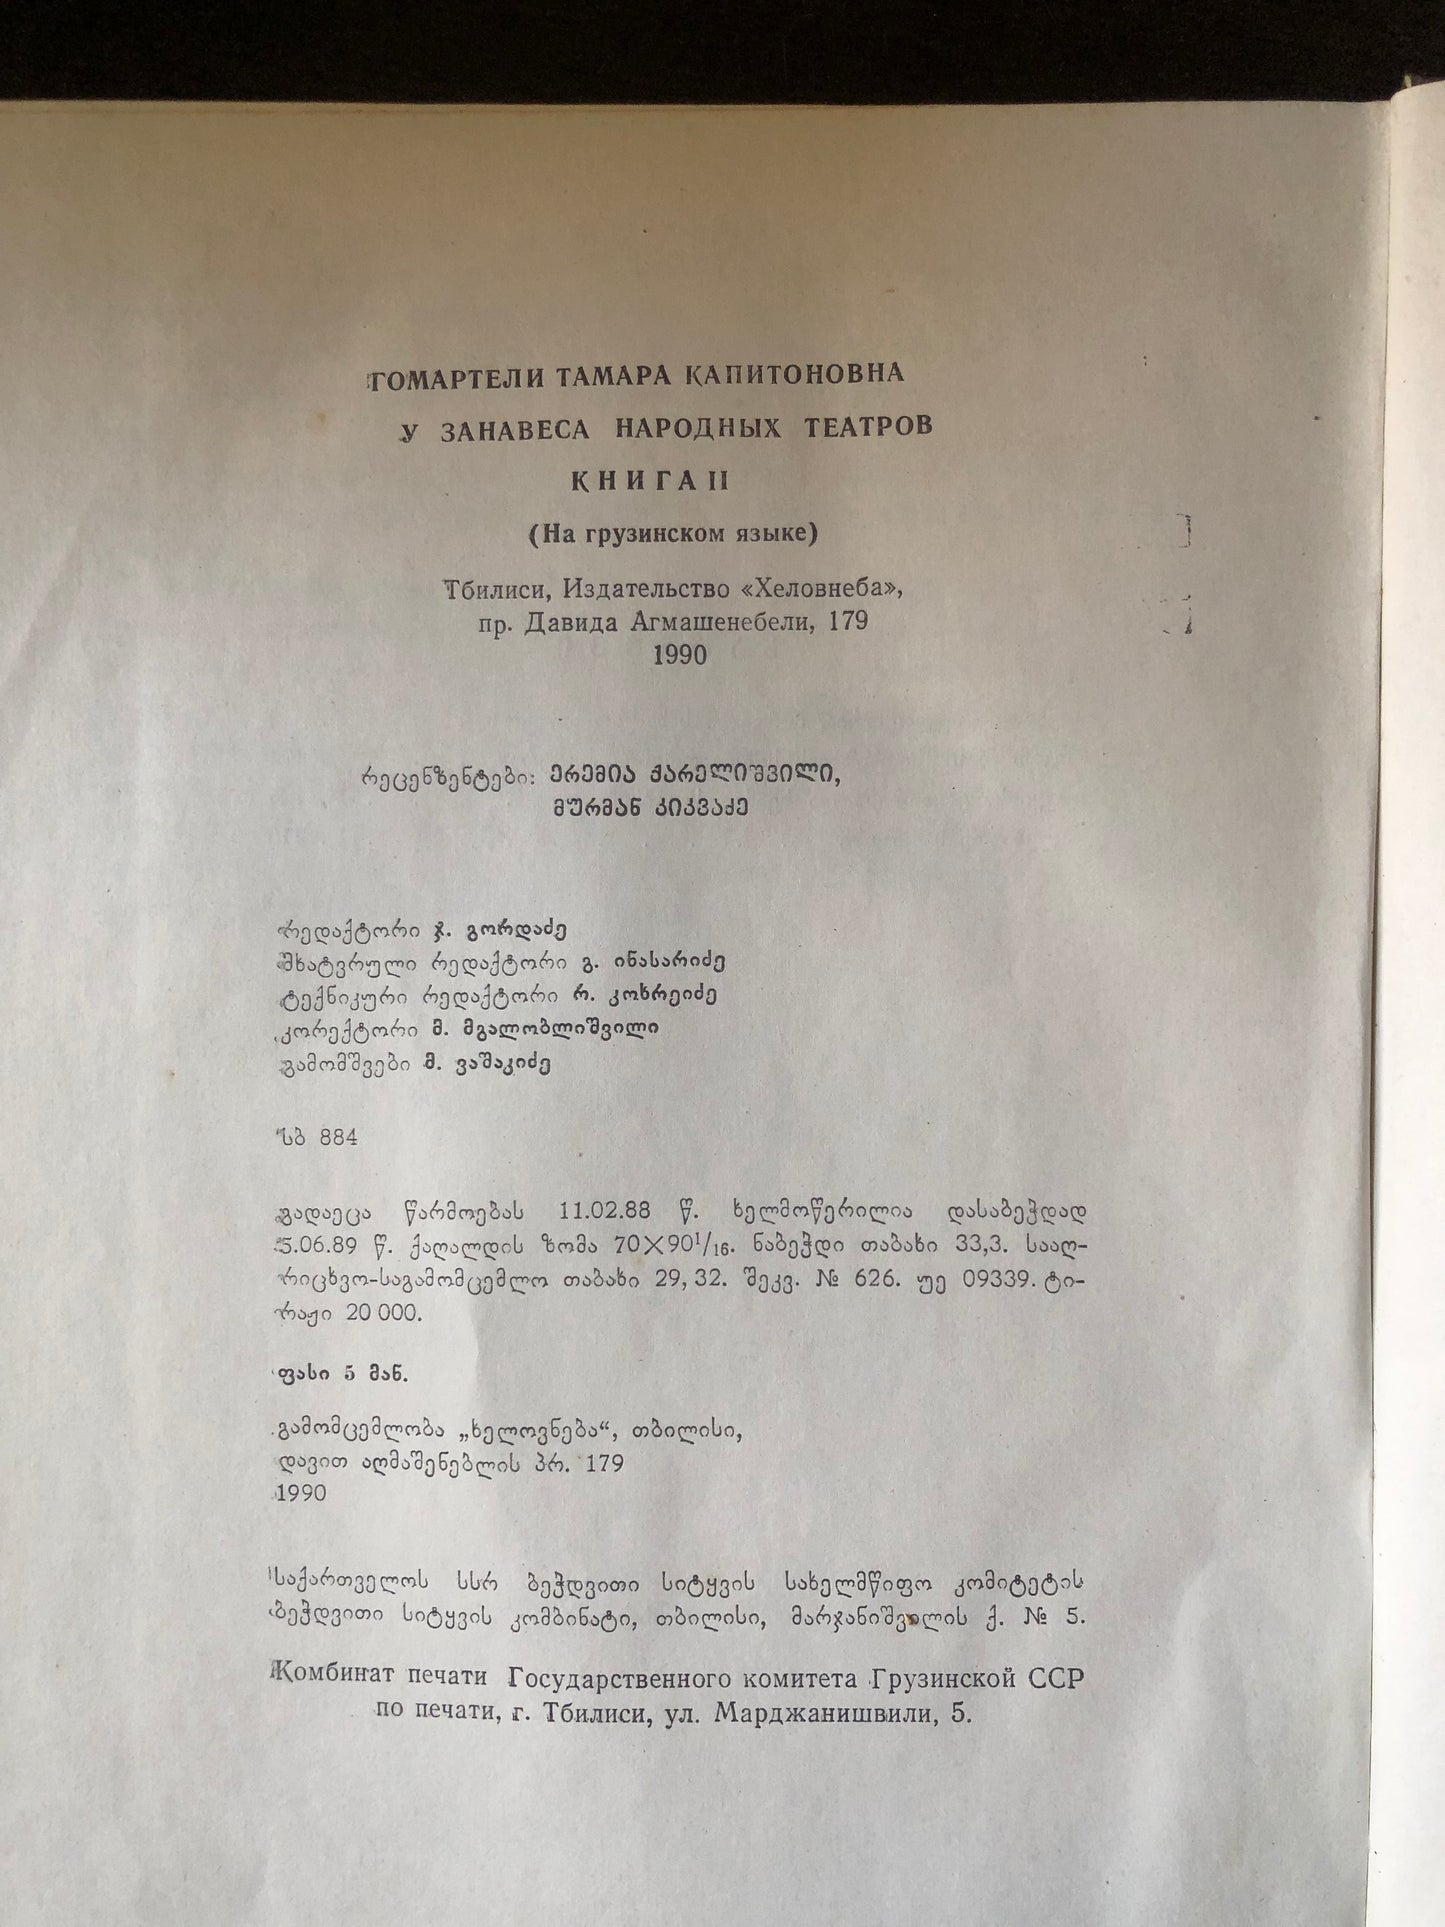 ГОМАРТЕЛИ ТАМАРА КАПИТОНОВНА
У ЗАНАВЕСА НАРОДНЫХ ТЕАТРОВ
КНИГА II
(На грузинском языке)
Тбилиси, Издательство «Хеловнеба»,
пр. Давида Агмашенебели, 179
1990
რეცენზენტები: ერემია ქარელიშვილი,
მურმან კიკვაძე
რედაქტორი ჯ. გორდაძე
მხატვრული რედაქტორი გ. ინასარიძე
ტექნიკური რედაქტორი რ. კოხრეიძე
კორექტორი მ. მგალობლიშვილი
გამომშვები მ. ვაშაკიძე
სბ 884
გადაეცა წარმოებას 11.02.88 წ. ხელმოწერილია დასაბეჭდად
5.06.89 წ. ქაღალდის ზომა 70×90¹/₁₆. ნაბეჭდი თაბახი 33,3. სააღ-
რიცხვო-საგამომცემლო თაბახი 29,32. შეკვ. № 626. უე 09339. ტი-
რაჟი 20 000.
ფასი 5 მან.
გამომცემლობა „ხელოვნება“, თბილისი,
დავით აღმაშენებლის პრ. 179
1990
საქართველოს სსრ ბეჭდვითი სიტყვის სახელმწიფო კომიტეტის
ბეჭდვითი სიტყვის კომბინატი, თბილისი, მარჯანიშვილის ქ. № 5.
Комбинат печати Государственного комитета Грузинской ССР
по печати, г. Тбилиси, ул. Марджанишвили, 5.